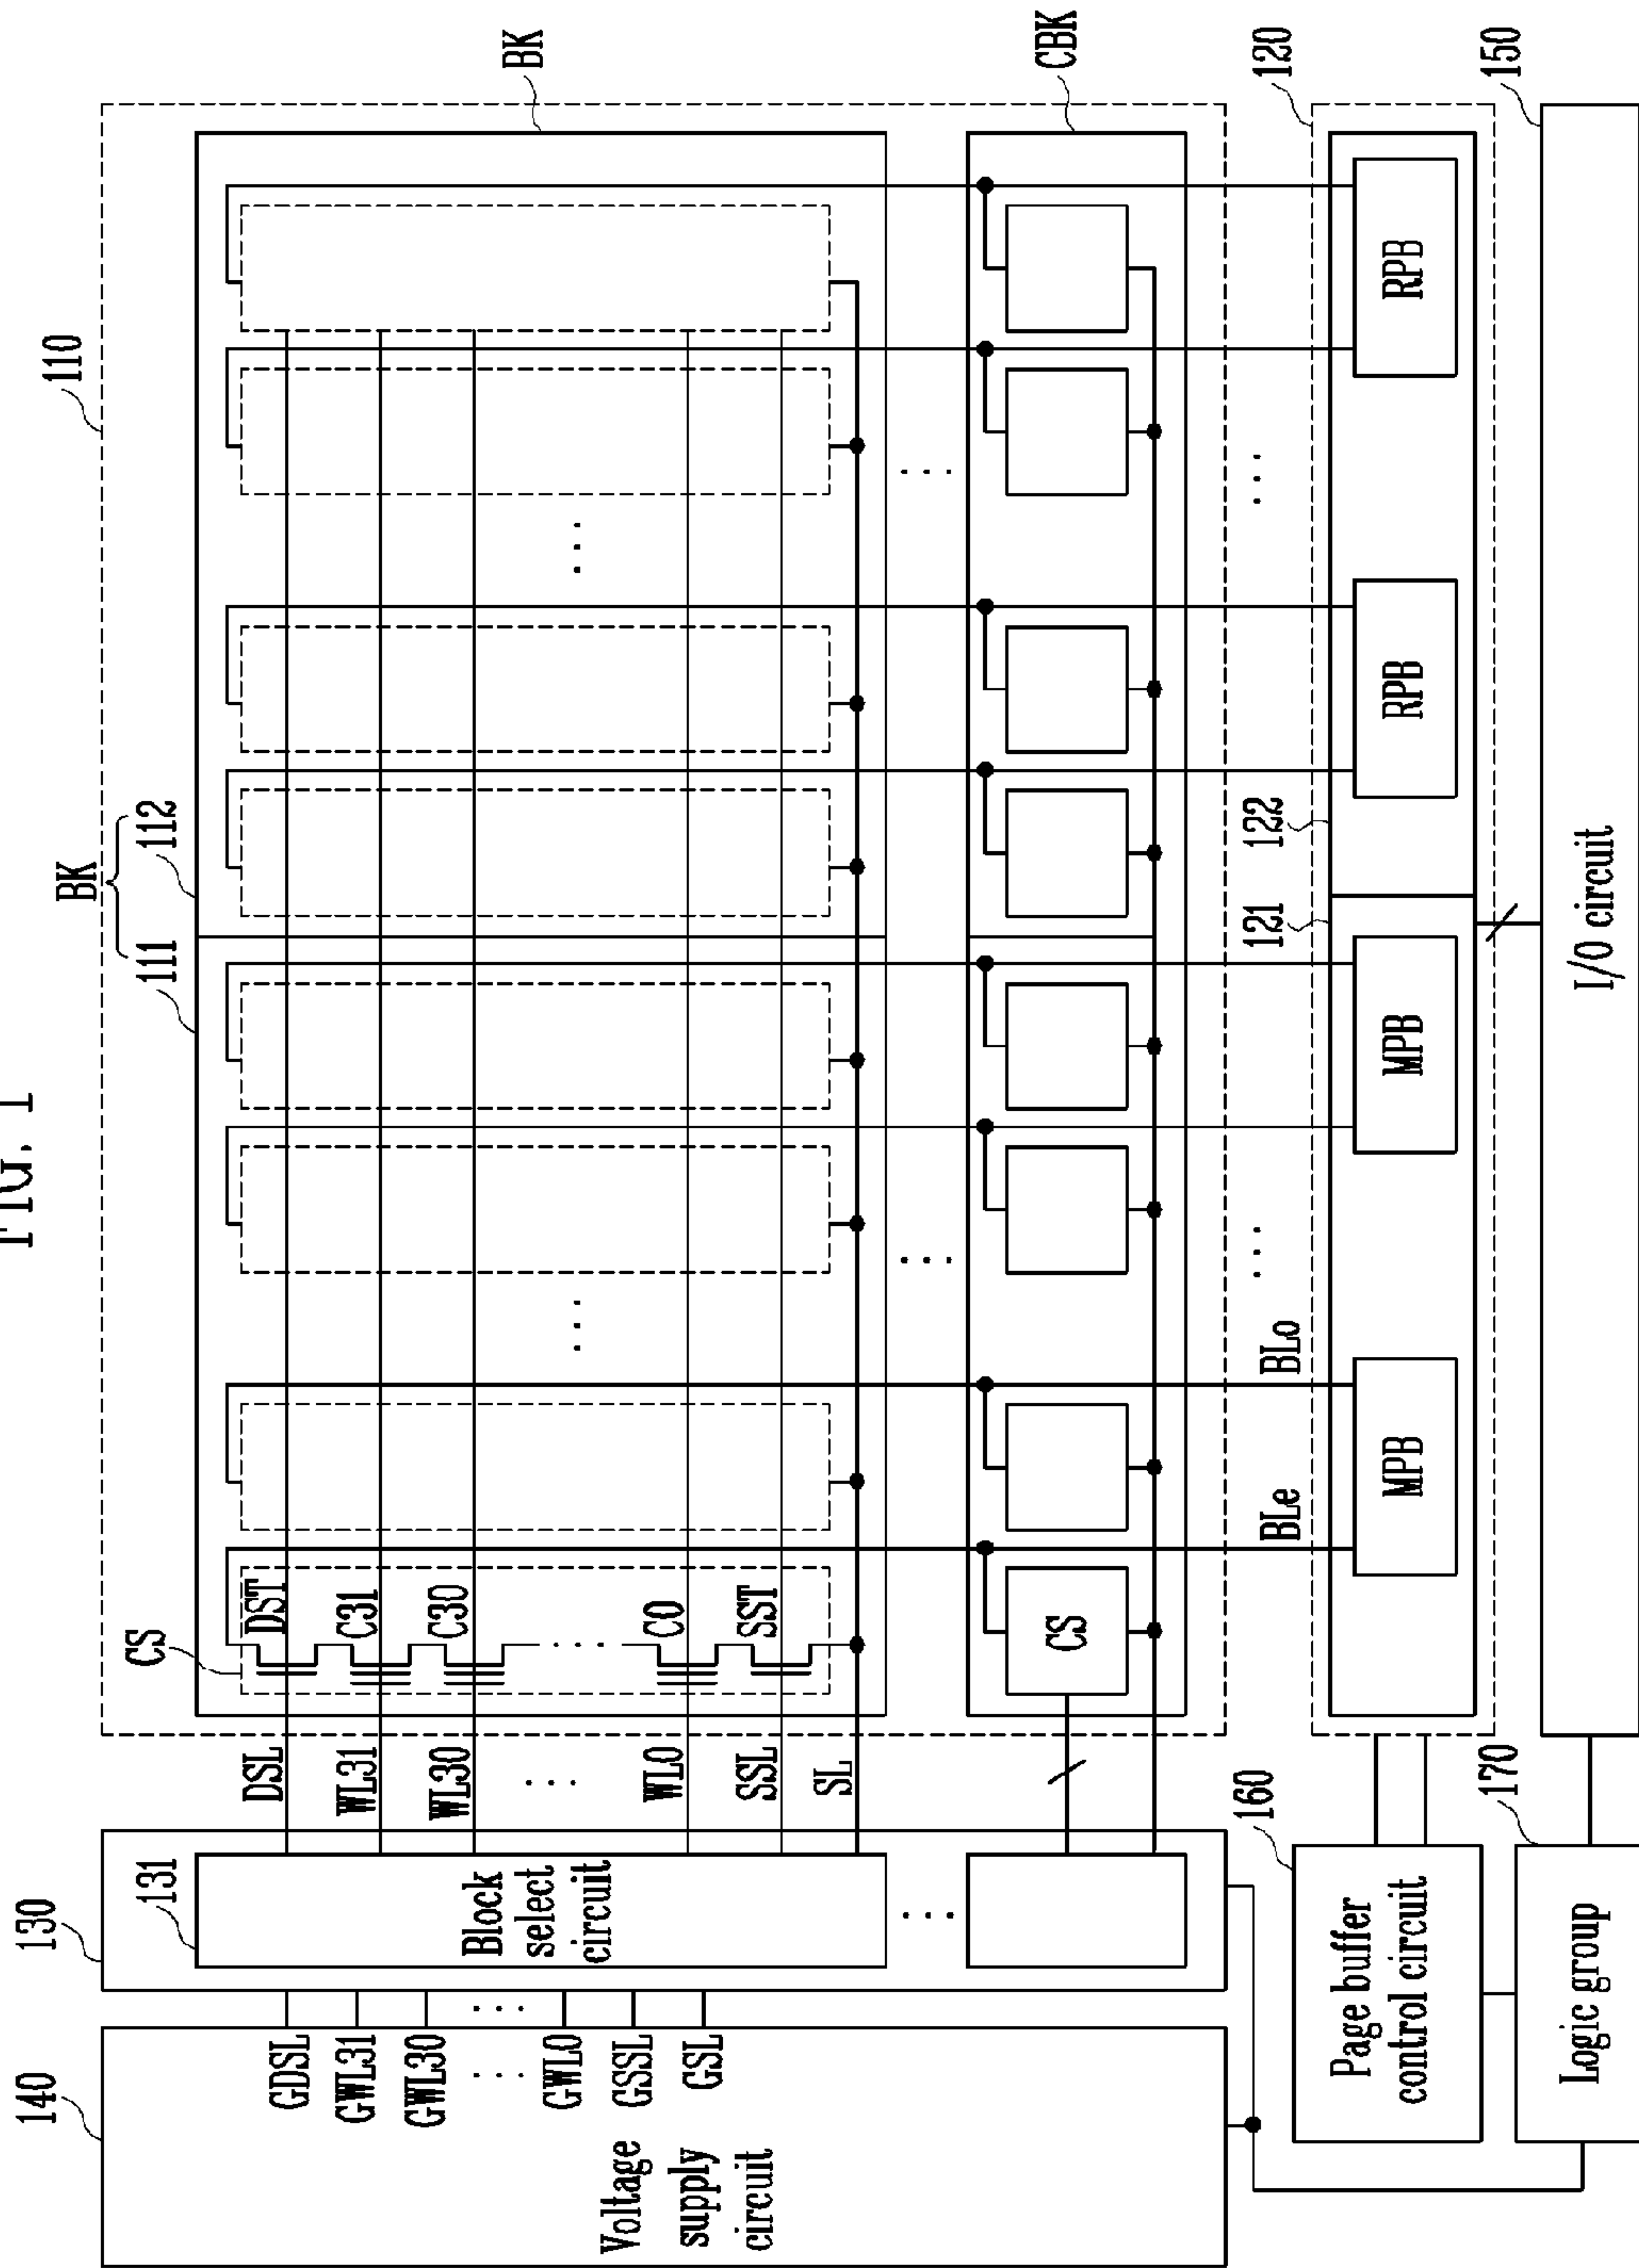 FIG. 1
110
BK
111
112
BK
CBK
120
150
130
131
140
CS
DST
C31
C30
. . . .
C0
SST
DSL
WL31
WL30
. . .
WL0
SSL
SL
Block
select
circuit
GDSL
GWL31
GWL30
. . .
GWL0
GSSL
GSL
Voltage
supply
circuit
CS
BLe
BLo
121
122
MPB
MPB
RPB
RPB
160
Page buffer
control circuit
170
Logic group
I/O circuit